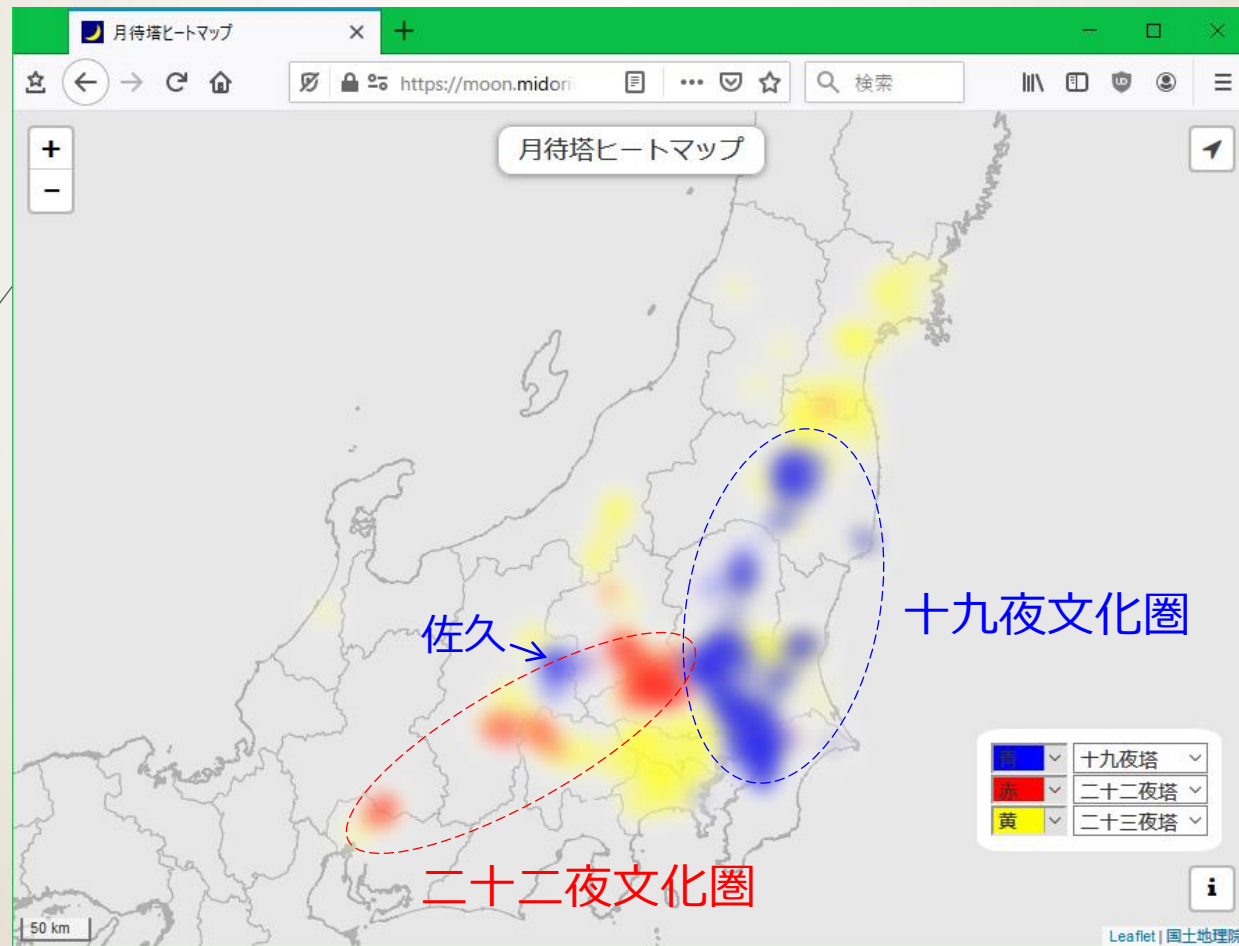 月待塔ヒートマップ
https://moon.midori
検索
+
−
月待塔ヒートマップ
佐久
十九夜文化圏
青 十九夜塔
赤 二十二夜塔
黄 二十三夜塔
二十二夜文化圏
i
50 km
Leaflet | 国土地理院